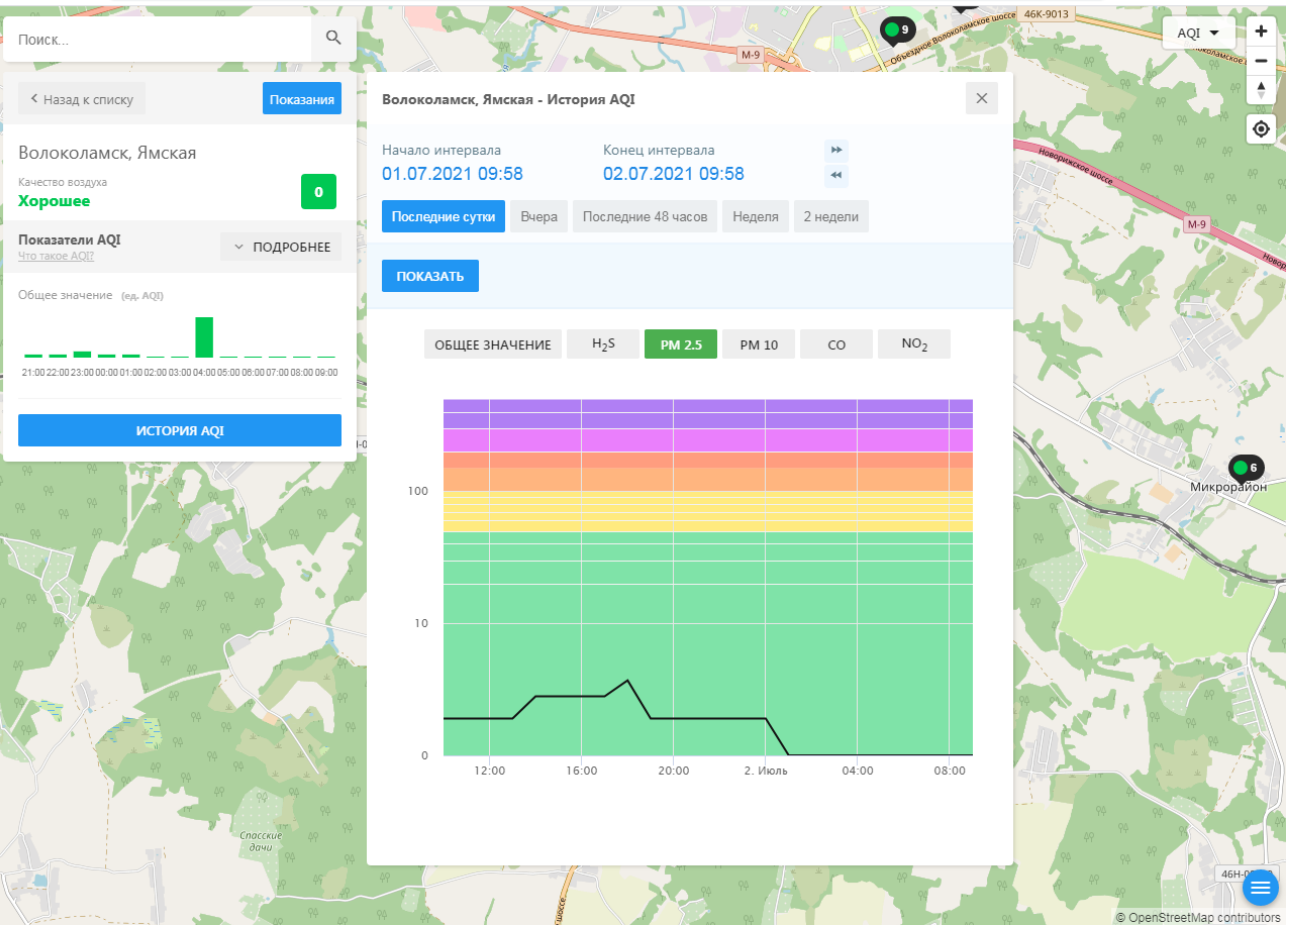 46К-9013
Поиск...
AQI
9
Объездное Волоколамское шоссе
М-9
Назад к списку
Показания
Волоколамск, Ямская - История AQI
Волоколамск, Ямская
Качество воздуха
Хорошее
0
Начало интервала
Конец интервала
01.07.2021 09:58
02.07.2021 09:58
Новорижское шоссе
Последние сутки
Вчера
Последние 48 часов
Неделя
2 недели
М-9
Показатели AQI
Что такое AQI?
ПОДРОБНЕЕ
ПОКАЗАТЬ
Общее значение (ед. AQI)
21:00 22:00 23:00 00:00 01:00 02:00 03:00 04:00 05:00 06:00 07:00 08:00 09:00
ИСТОРИЯ AQI
ОБЩЕЕ ЗНАЧЕНИЕ
H2S
PM 2.5
PM 10
CO
NO2
100
10
0
12:00
16:00
20:00
2. Июль
04:00
08:00
6
Микрорайон
Спасские
дачи
© OpenStreetMap contributors